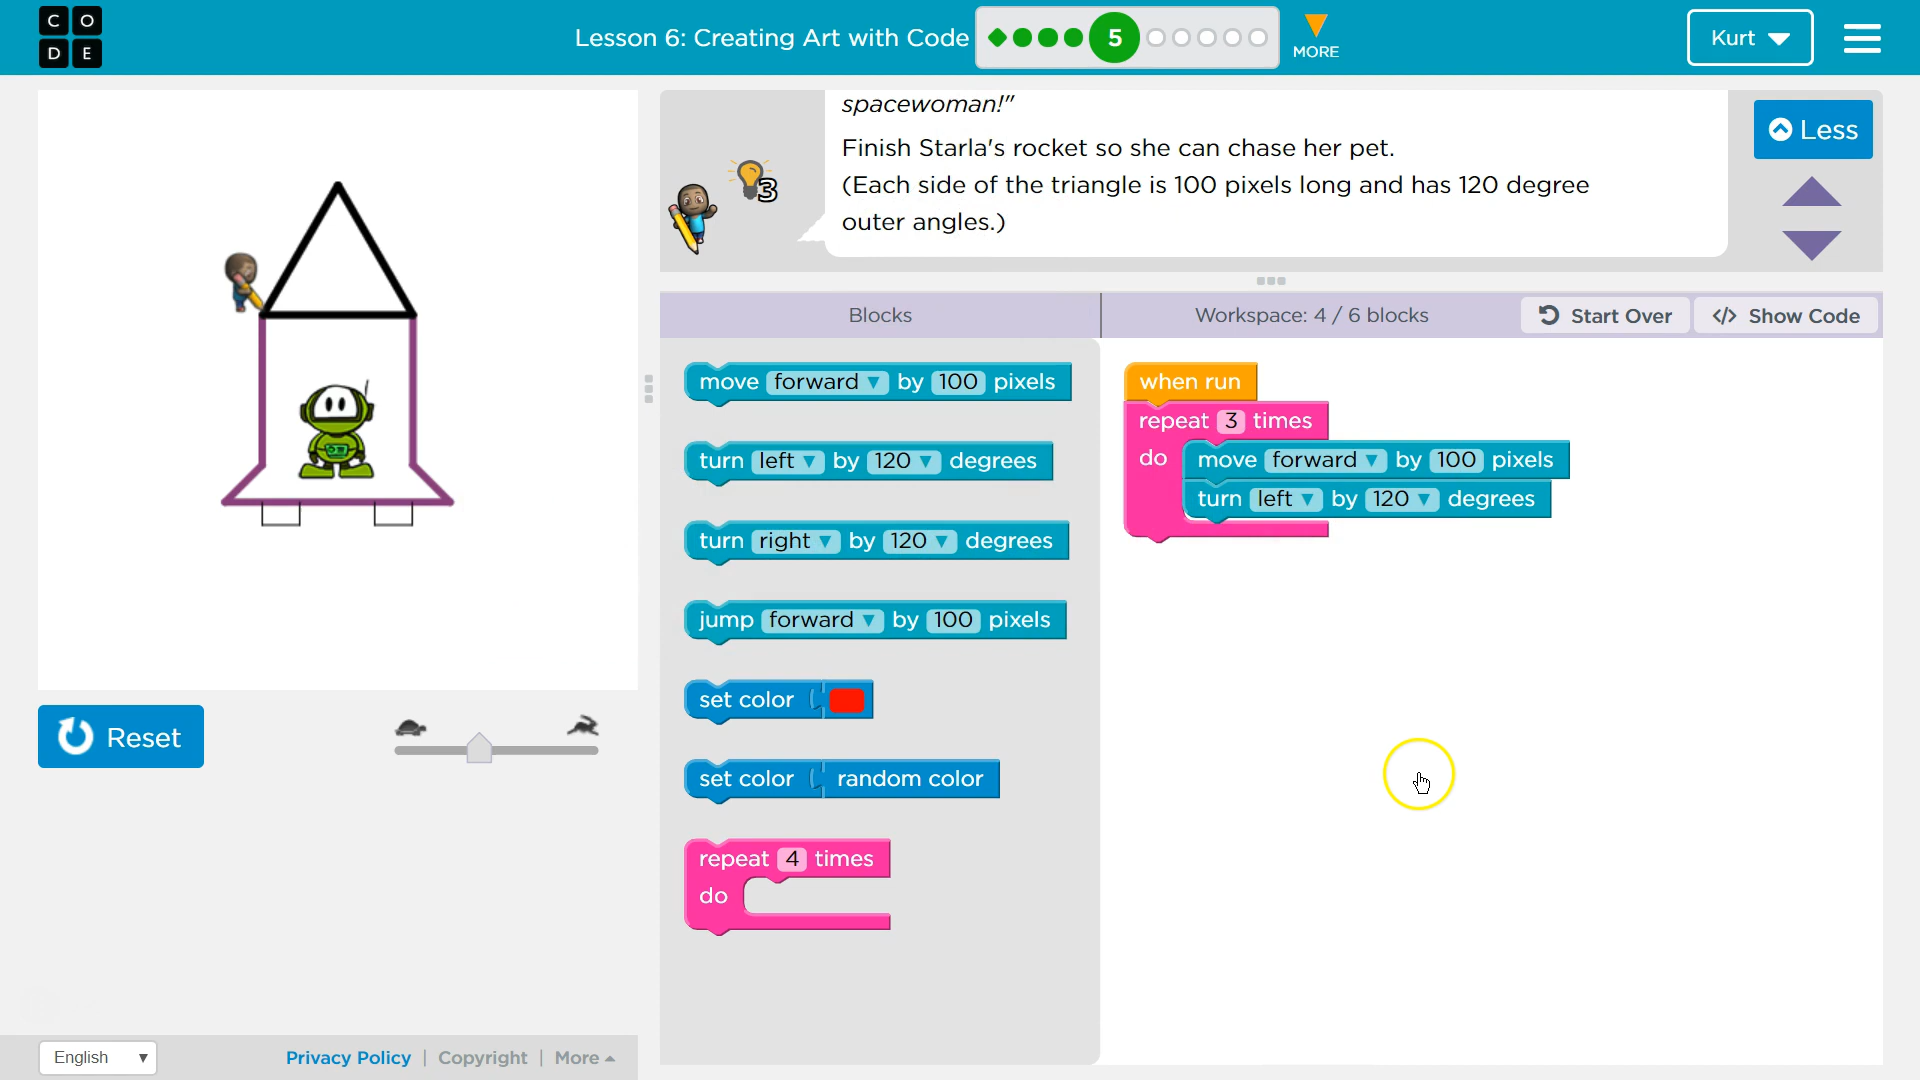 C O
D E
Lesson 6: Creating Art with Code
5
MORE
Kurt
spacewoman!"
Finish Starla's rocket so she can chase her pet.
(Each side of the triangle is 100 pixels long and has 120 degree
outer angles.)
3
Less
Blocks
Workspace: 4 / 6 blocks
Start Over
</> Show Code
move forward by 100 pixels
turn left by 120 degrees
turn right by 120 degrees
jump forward by 100 pixels
set color
set color random color
repeat 4 times
do
when run
repeat 3 times
do move forward by 100 pixels
turn left by 120 degrees
Reset
English
Privacy Policy | Copyright | More